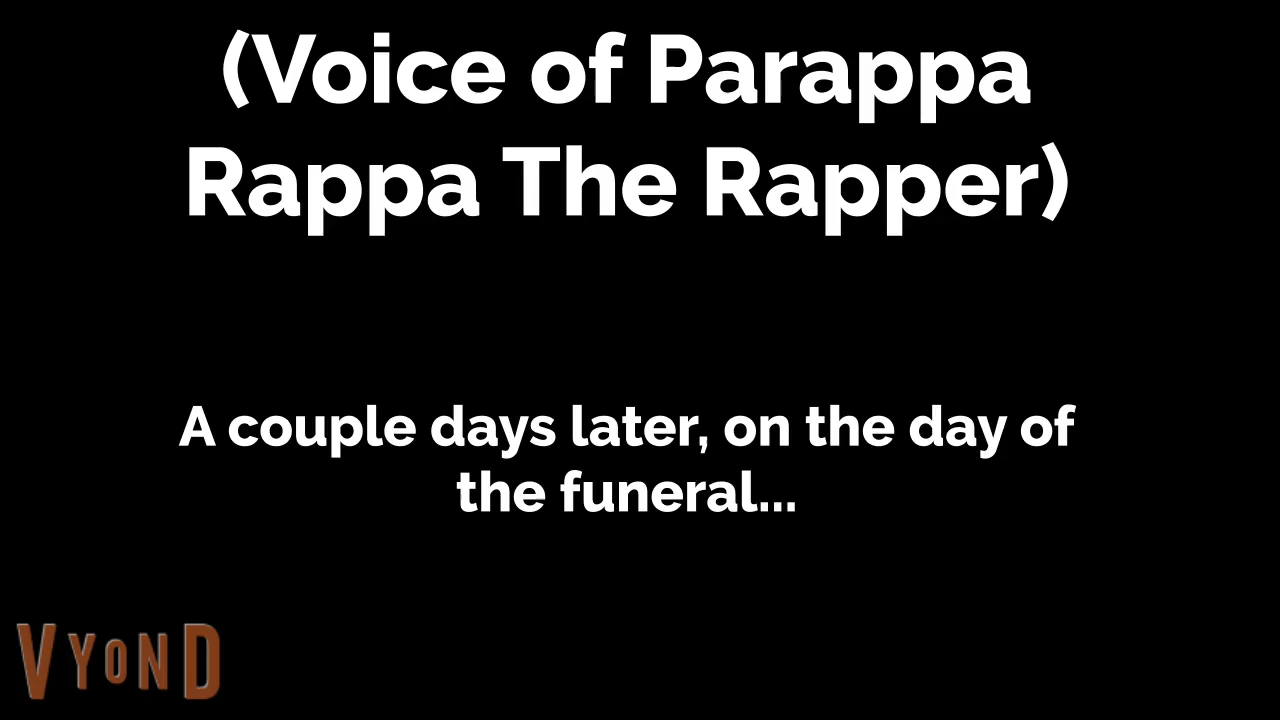 (Voice of Parappa
Rappa The Rapper)
A couple days later, on the day of
the funeral...
VYOND